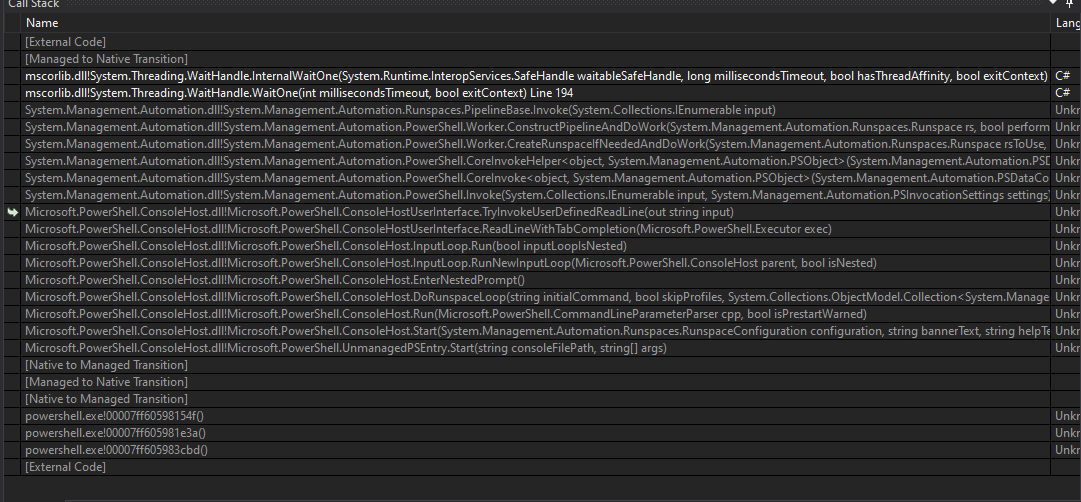 Call Stack
Name Lang
[External Code]
[Managed to Native Transition]
mscorlib.dll!System.Threading.WaitHandle.InternalWaitOne(System.Runtime.InteropServices.SafeHandle waitableSafeHandle, long millisecondsTimeout, bool hasThreadAffinity, bool exitContext) C#
mscorlib.dll!System.Threading.WaitHandle.WaitOne(int millisecondsTimeout, bool exitContext) Line 194 C#
System.Management.Automation.dll!System.Management.Automation.Runspaces.PipelineBase.Invoke(System.Collections.IEnumerable input) Unkr
System.Management.Automation.dll!System.Management.Automation.PowerShell.Worker.ConstructPipelineAndDoWork(System.Management.Automation.Runspaces.Runspace rs, bool perform Unkr
System.Management.Automation.dll!System.Management.Automation.PowerShell.Worker.CreateRunspaceIfNeededAndDoWork(System.Management.Automation.Runspaces.Runspace rsToUse, Unkr
System.Management.Automation.dll!System.Management.Automation.PowerShell.CoreInvokeHelper<object, System.Management.Automation.PSObject>(System.Management.Automation.PSD Unkr
System.Management.Automation.dll!System.Management.Automation.PowerShell.CoreInvoke<object, System.Management.Automation.PSObject>(System.Management.Automation.PSDataCo Unkr
System.Management.Automation.dll!System.Management.Automation.PowerShell.Invoke(System.Collections.IEnumerable input, System.Management.Automation.PSInvocationSettings settings) Unkr
Microsoft.PowerShell.ConsoleHost.dll!Microsoft.PowerShell.ConsoleHostUserInterface.TryInvokeUserDefinedReadLine(out string input) Unkr
Microsoft.PowerShell.ConsoleHost.dll!Microsoft.PowerShell.ConsoleHostUserInterface.ReadLineWithTabCompletion(Microsoft.PowerShell.Executor exec) Unkr
Microsoft.PowerShell.ConsoleHost.dll!Microsoft.PowerShell.ConsoleHost.InputLoop.Run(bool inputLoopIsNested) Unkr
Microsoft.PowerShell.ConsoleHost.dll!Microsoft.PowerShell.ConsoleHost.InputLoop.RunNewInputLoop(Microsoft.PowerShell.ConsoleHost parent, bool isNested) Unkr
Microsoft.PowerShell.ConsoleHost.dll!Microsoft.PowerShell.ConsoleHost.EnterNestedPrompt() Unkr
Microsoft.PowerShell.ConsoleHost.dll!Microsoft.PowerShell.ConsoleHost.DoRunspaceLoop(string initialCommand, bool skipProfiles, System.Collections.ObjectModel.Collection<System.Manage Unkr
Microsoft.PowerShell.ConsoleHost.dll!Microsoft.PowerShell.ConsoleHost.Run(Microsoft.PowerShell.CommandLineParameterParser cpp, bool isPrestartWarned) Unkr
Microsoft.PowerShell.ConsoleHost.dll!Microsoft.PowerShell.ConsoleHost.Start(System.Management.Automation.Runspaces.RunspaceConfiguration configuration, string bannerText, string helpTe Unkr
Microsoft.PowerShell.ConsoleHost.dll!Microsoft.PowerShell.UnmanagedPSEntry.Start(string consoleFilePath, string[] args) Unkr
[Native to Managed Transition]
[Managed to Native Transition]
[Native to Managed Transition]
powershell.exe!00007ff60598154f() Unkr
powershell.exe!00007ff605981e3a() Unkr
powershell.exe!00007ff605983cbd() Unkr
[External Code]